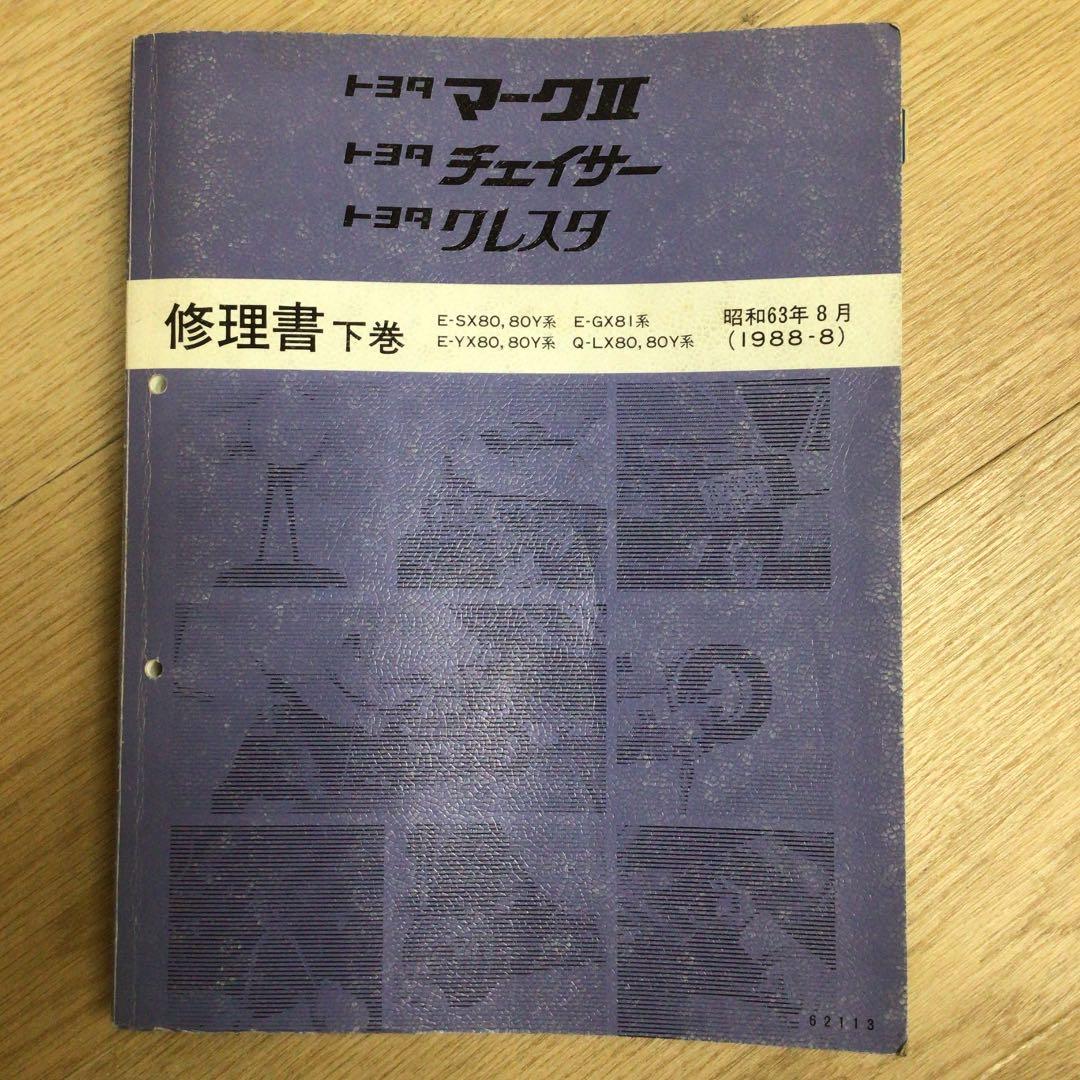 トヨタ マークⅡ
トヨタ チェイサー
トヨタ クレスタ
修理書 下巻
E-SX80,80Y系 E-GX81系
E-YX80,80Y系 Q-LX80,80Y系
昭和63年8月
(1988-8)
62113